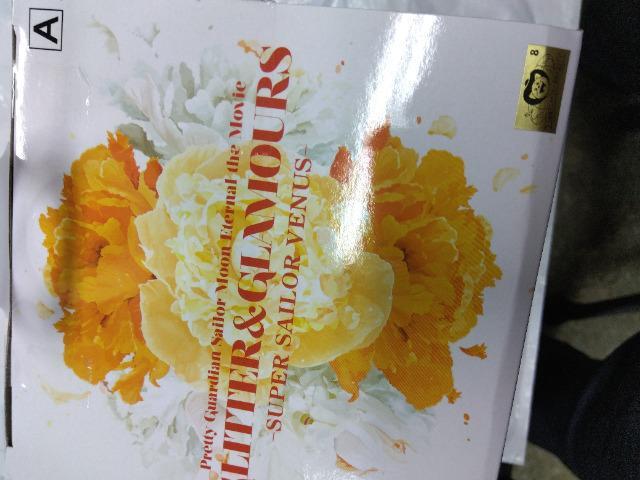 A
8
Pretty Guardian Sailor Moon Eternal the Movie
GLITTER&GLAMOURS
-SUPER SAILOR VENUS-